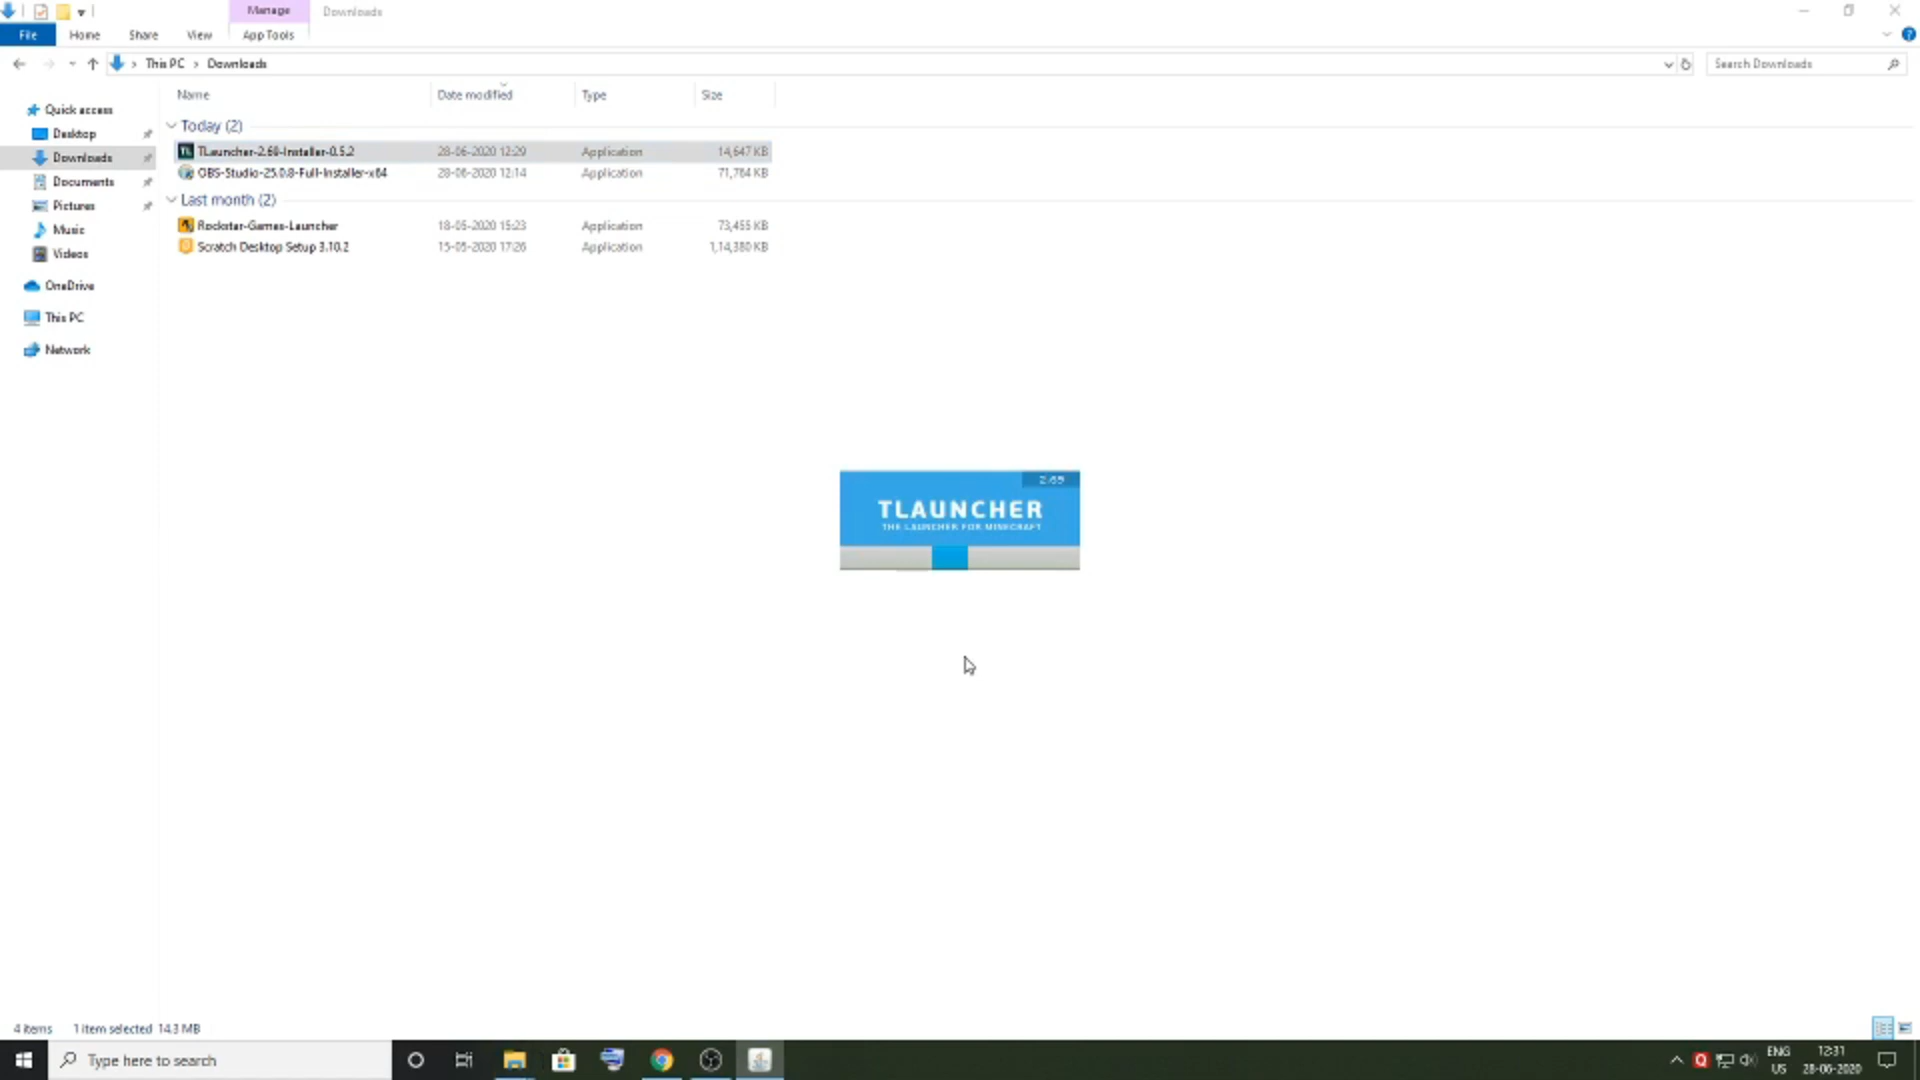 Manage
Downloads
File
Home
Share
View
App Tools
This PC > Downloads
Search Downloads
Name
Date modified
Type
Size
Quick access
Desktop
Downloads
Documents
Pictures
Music
Videos
OneDrive
This PC
Network
Today (2)
TLauncher-2.69-Installer-0.5.2 28-06-2020 12:29 Application 14,647 KB
OBS-Studio-25.0.8-Full-Installer-x64 28-06-2020 12:14 Application 71,764 KB
Last month (2)
Rockstar-Games-Launcher 18-05-2020 15:23 Application 73,455 KB
Scratch Desktop Setup 3.10.2 15-05-2020 17:26 Application 1,14,380 KB
2.69
TLAUNCHER
THE LAUNCHER FOR MINECRAFT
4 items
1 item selected 14.3 MB
Type here to search
ENG
US
12:31
28-06-2020